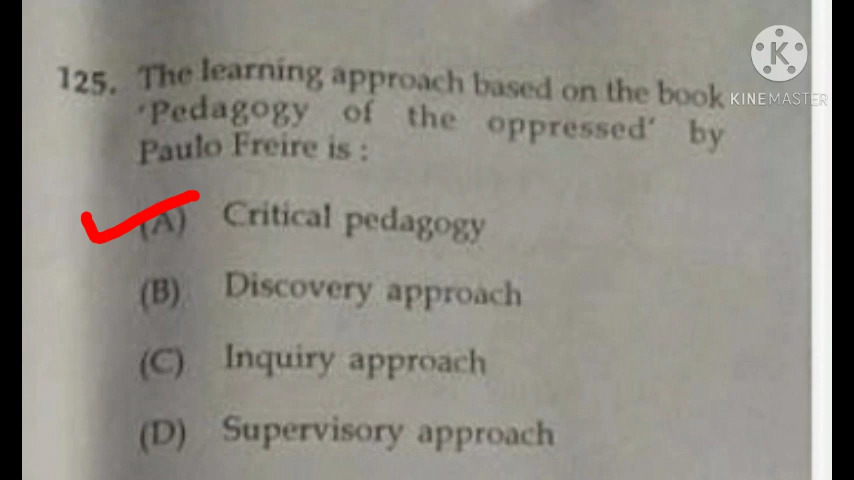 125. The learning approach based on the book
'Pedagogy of the oppressed' by
Paulo Freire is :
(A) Critical pedagogy
(B) Discovery approach
(C) Inquiry approach
(D) Supervisory approach
K
KINEMASTER